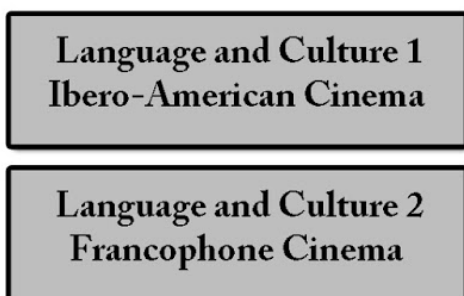 Language and Culture 1
Ibero-American Cinema
Language and Culture 2
Francophone Cinema